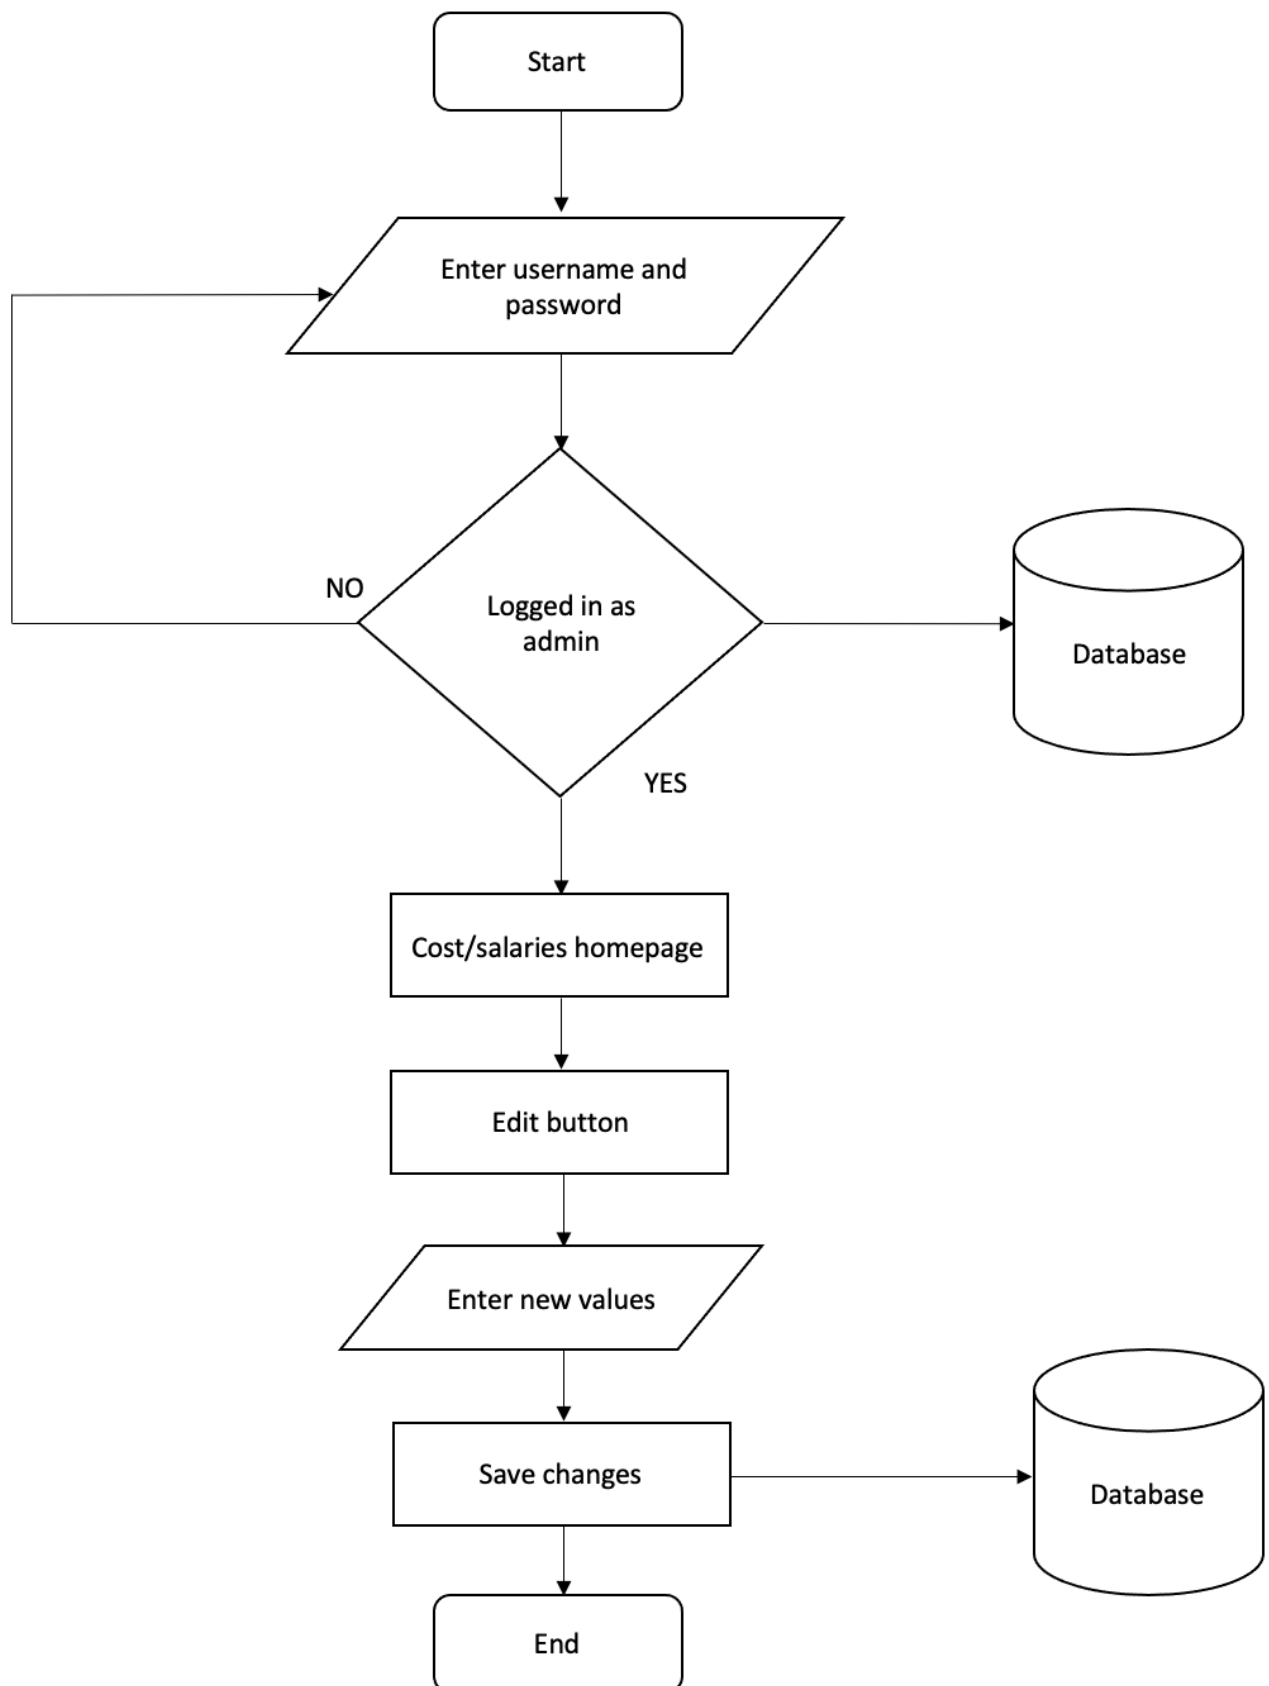 Start
Enter username and
password
NO
Logged in as
admin
Database
YES
Cost/salaries homepage
Edit button
Enter new values
Save changes
Database
End